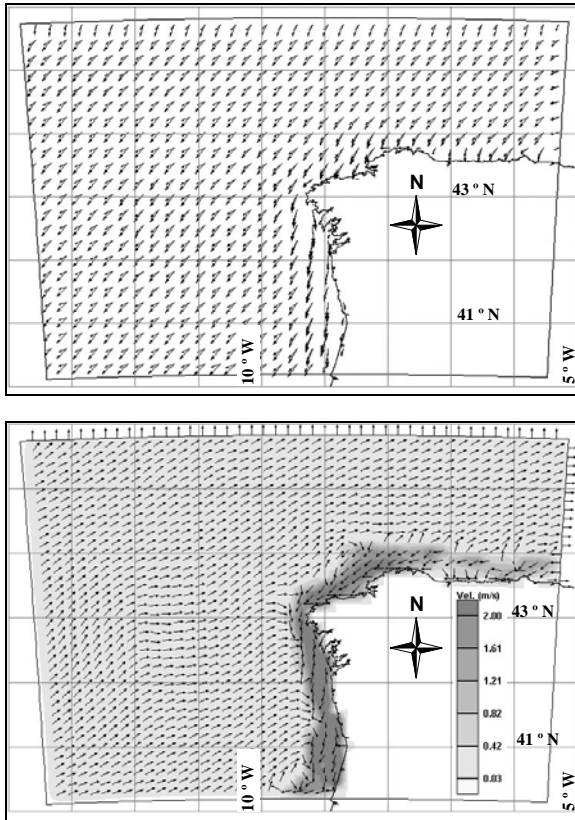 N
43 º N
41 º N
10 º W
5 º W
N
Vel. (m/s)
2.00
1.61
1.21
0.82
0.42
0.03
43 º N
41 º N
10 º W
5 º W